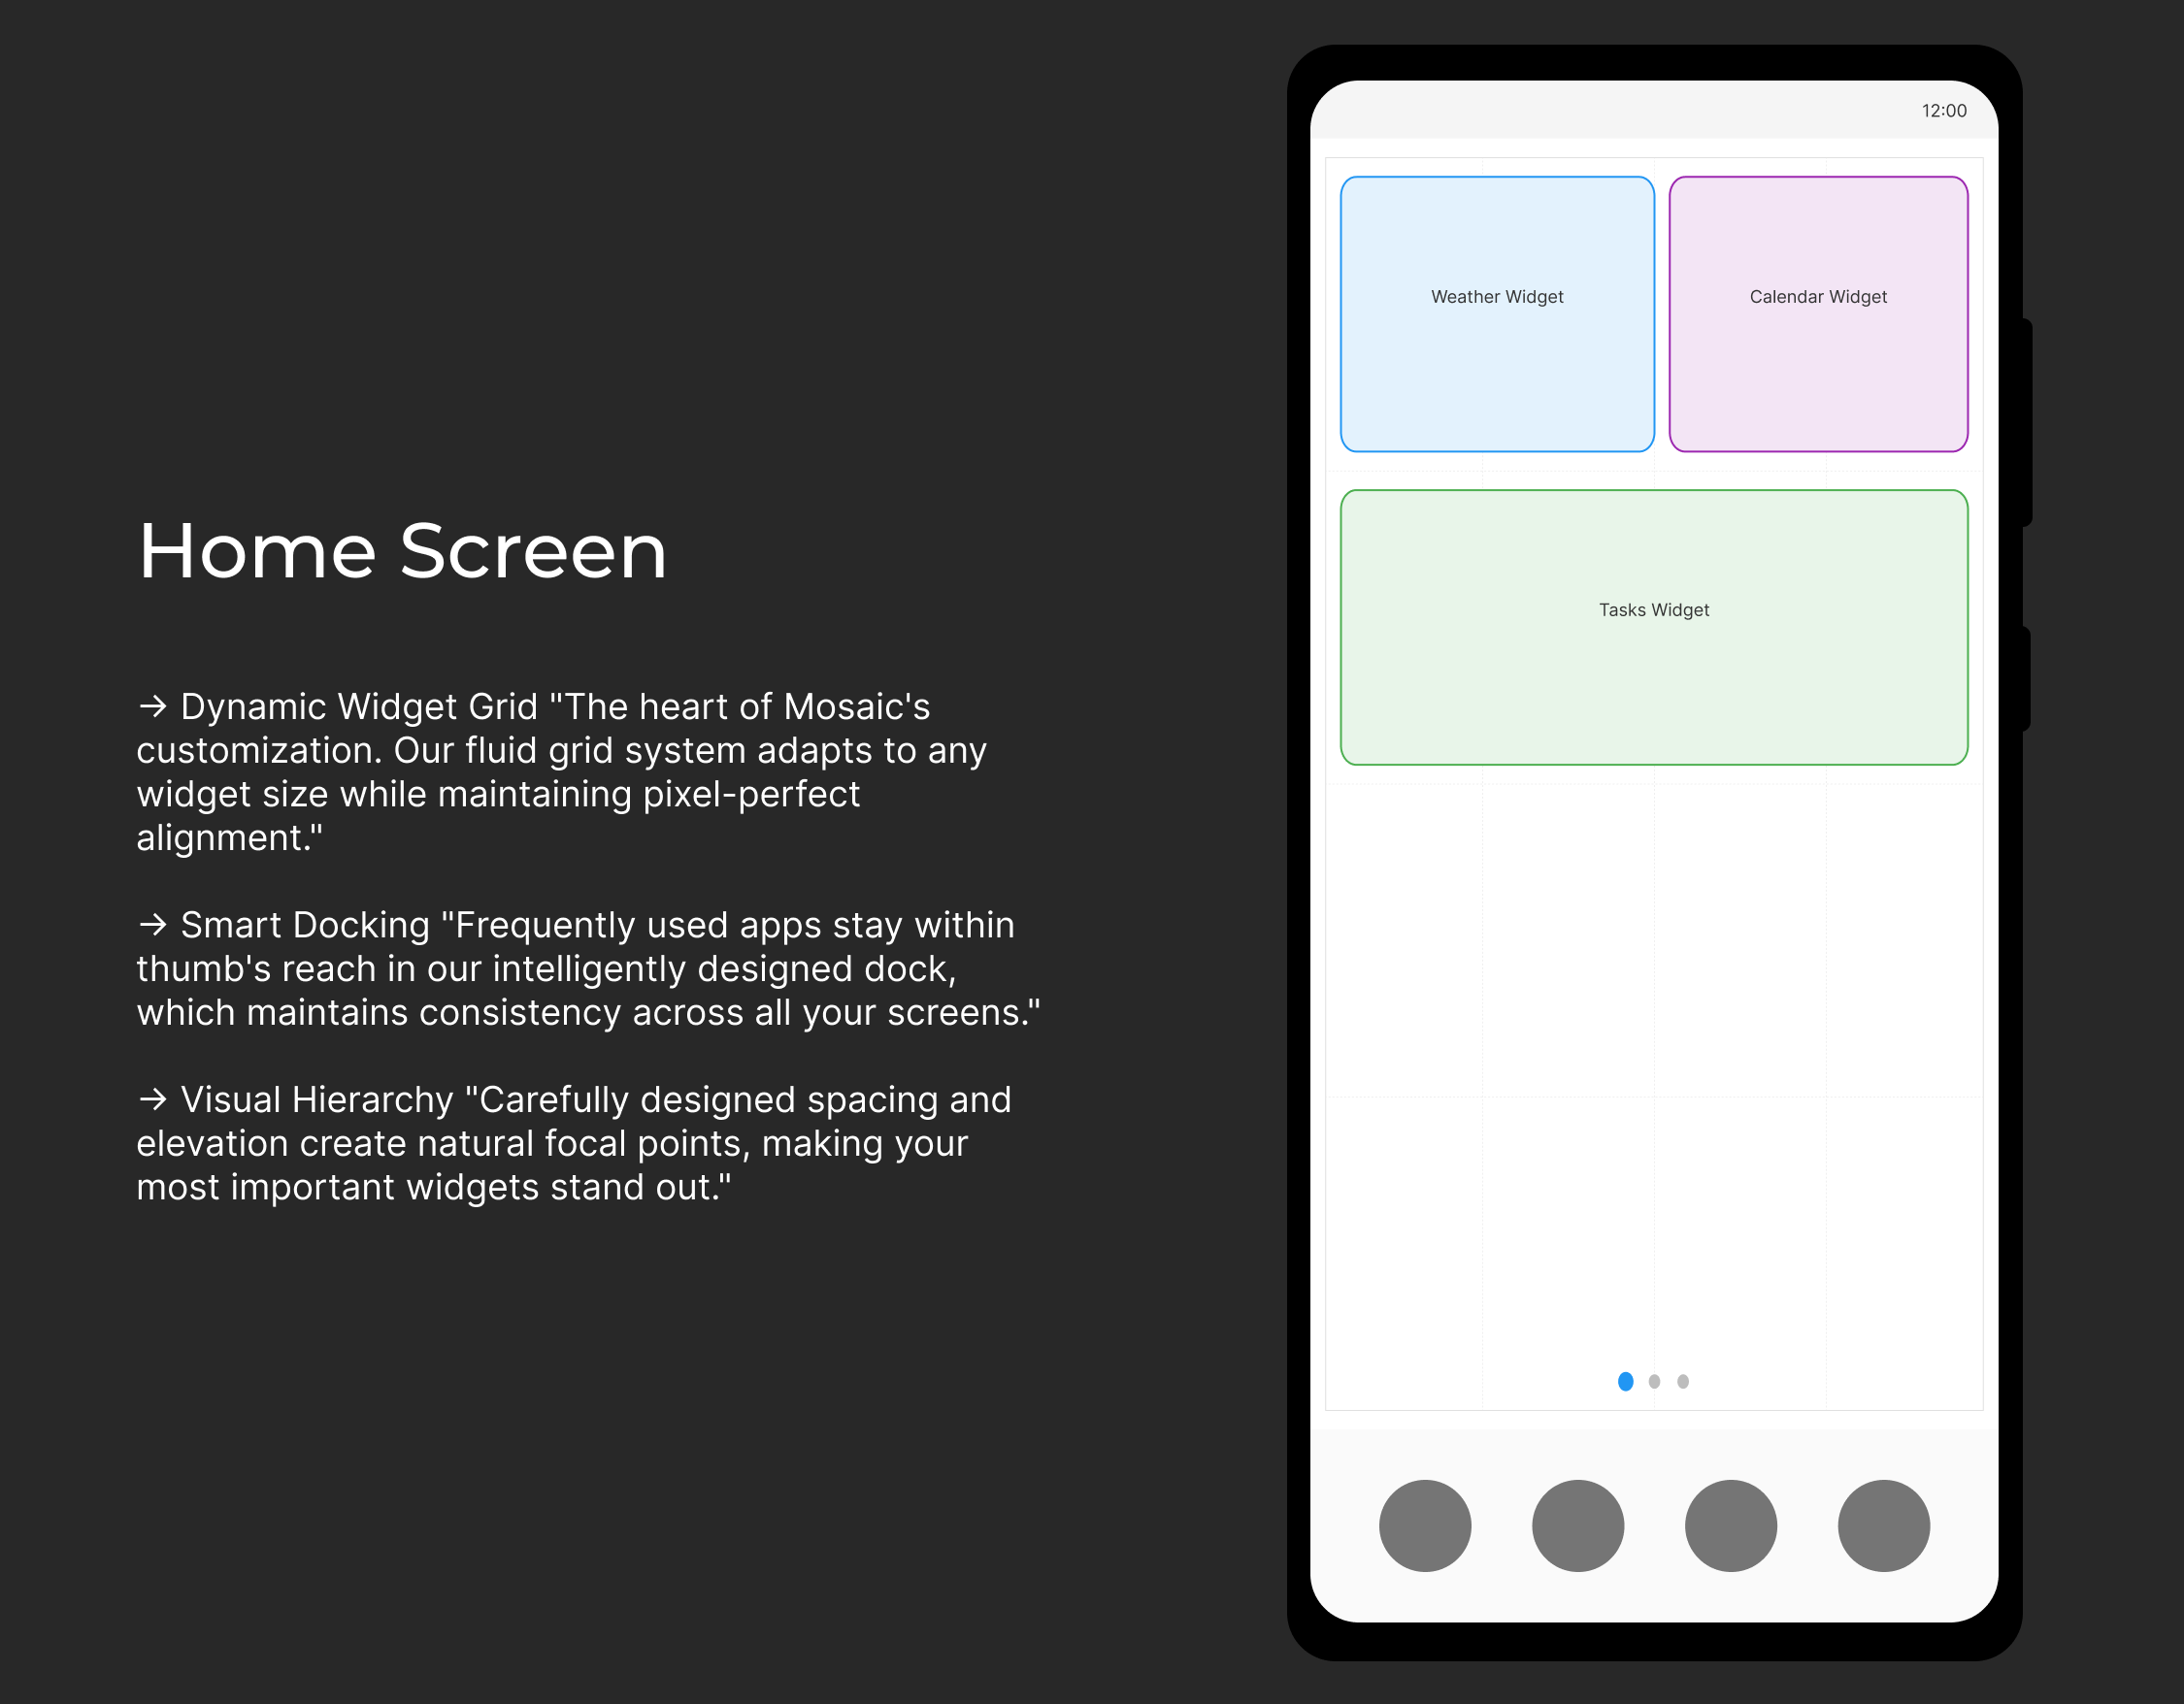 Home Screen
→ Dynamic Widget Grid "The heart of Mosaic's
customization. Our fluid grid system adapts to any
widget size while maintaining pixel-perfect
alignment."
→ Smart Docking "Frequently used apps stay within
thumb's reach in our intelligently designed dock,
which maintains consistency across all your screens."
→ Visual Hierarchy "Carefully designed spacing and
elevation create natural focal points, making your
most important widgets stand out."
12:00
Weather Widget
Calendar Widget
Tasks Widget